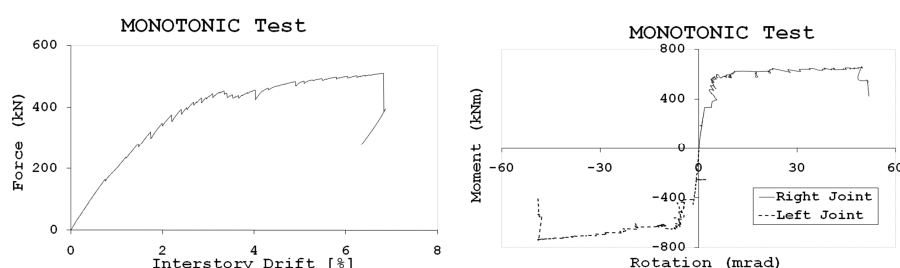 MONOTONIC Test
600
400
200
0
Force (kN)
0 2 4 6 8
Interstory Drift [%]
MONOTONIC Test
800
400
0
-400
-800
Moment (kNm)
-60 -30 0 30 60
Right Joint
Left Joint
Rotation (mrad)